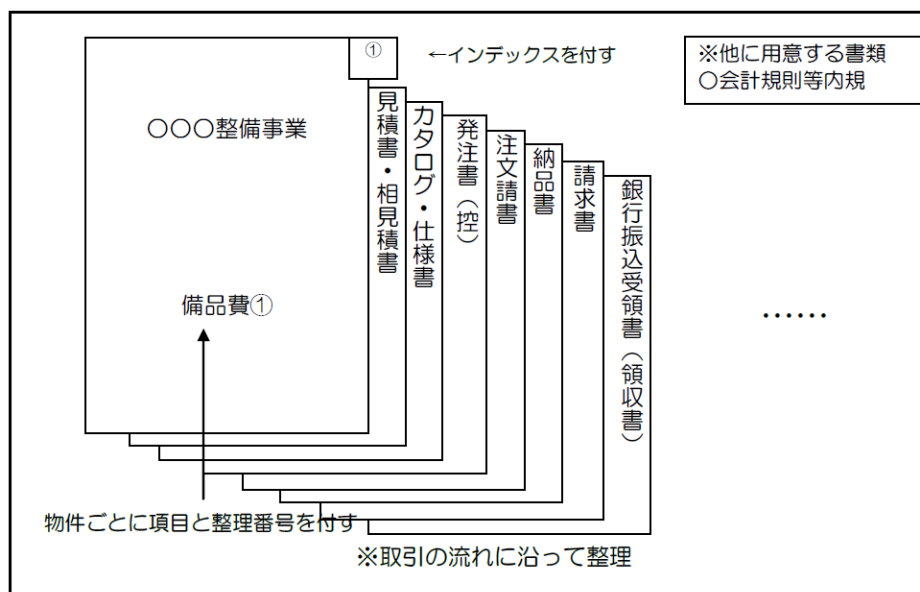 ①
←インデックスを付す
※他に用意する書類
〇会計規則等内規
〇〇〇整備事業
見積書・相見積書
カタログ・仕様書
発注書（控）
注文請書
納品書
請求書
銀行振込受領書（領収書）
備品費①
……
物件ごとに項目と整理番号を付す
※取引の流れに沿って整理